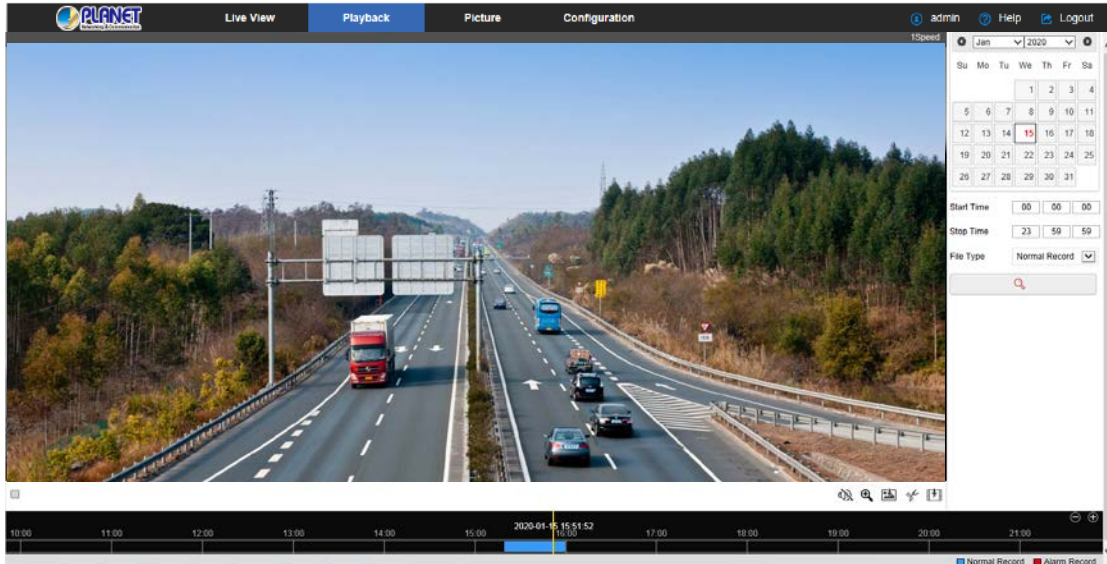 PLANET
Networking & Communication
Live View Playback Picture Configuration admin Help Logout
1Speed
Jan 2020
Su Mo Tu We Th Fr Sa
1 2 3 4
5 6 7 8 9 10 11
12 13 14 15 16 17 18
19 20 21 22 23 24 25
26 27 28 29 30 31
Start Time 00 00 00
Stop Time 23 59 59
File Type Normal Record
2020-01-15 15:51:52
10:00 11:00 12:00 13:00 14:00 15:00 16:00 17:00 18:00 19:00 20:00 21:00
Normal Record Alarm Record